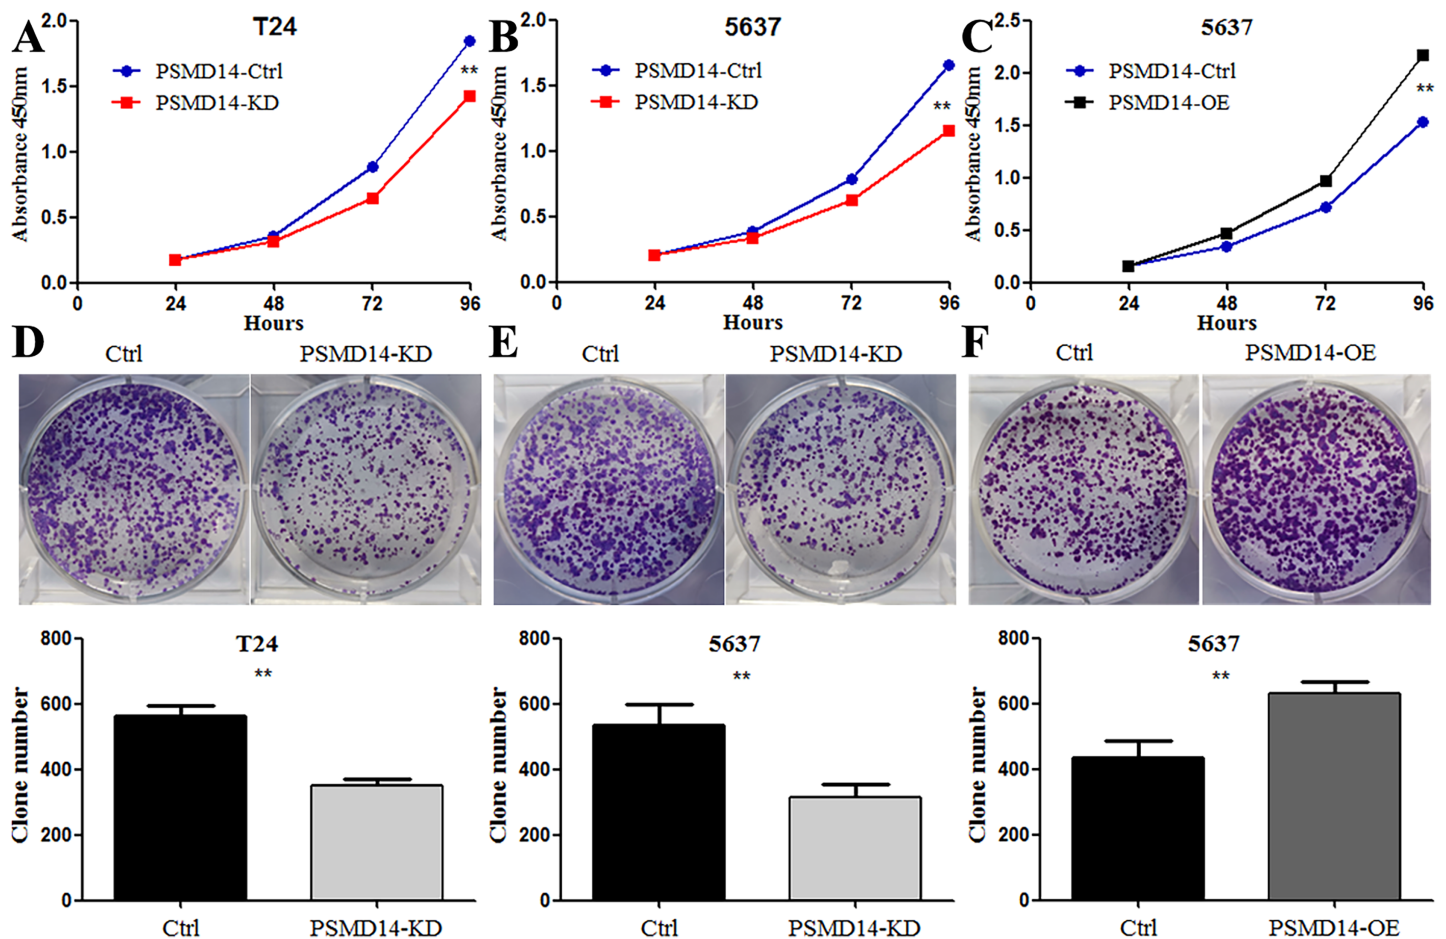 A
T24
2.0
1.5
1.0
0.5
0.0
Absorbance 450nm
PSMD14-Ctrl
PSMD14-KD
**
0 24 48 72 96
Hours
B
5637
2.0
1.5
1.0
0.5
0.0
Absorbance 450nm
PSMD14-Ctrl
PSMD14-KD
**
0 24 48 72 96
Hours
C
5637
2.5
2.0
1.5
1.0
0.5
0.0
Absorbance 450nm
PSMD14-Ctrl
PSMD14-OE
**
0 24 48 72 96
Hours
D
Ctrl PSMD14-KD
T24
**
800
600
400
200
0
Clone number
Ctrl PSMD14-KD
E
Ctrl PSMD14-KD
5637
**
800
600
400
200
0
Clone number
Ctrl PSMD14-KD
F
Ctrl PSMD14-OE
5637
**
800
600
400
200
0
Clone number
Ctrl PSMD14-OE